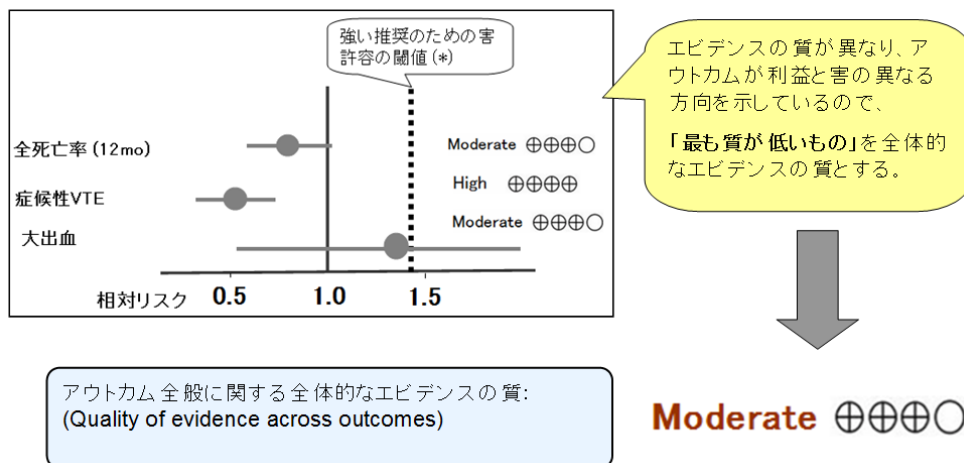 強い推奨のための害
許容の閾値(*)
全死亡率(12mo)
Moderate ⊕⊕⊕○
症候性VTE
High ⊕⊕⊕⊕
大出血
Moderate ⊕⊕⊕○
相対リスク 0.5 1.0 1.5
エビデンスの質が異なり、ア
ウトカムが利益と害の異なる
方向を示しているので、
「最も質が低いもの」を全体的
なエビデンスの質とする。
アウトカム全般に関する全体的なエビデンスの質:
(Quality of evidence across outcomes)
Moderate ⊕⊕⊕○